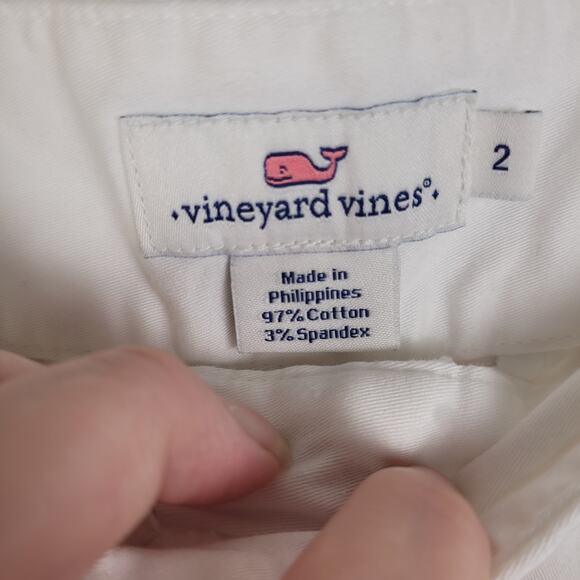 vineyard vines®
2
Made in
Philippines
97% Cotton
3% Spandex